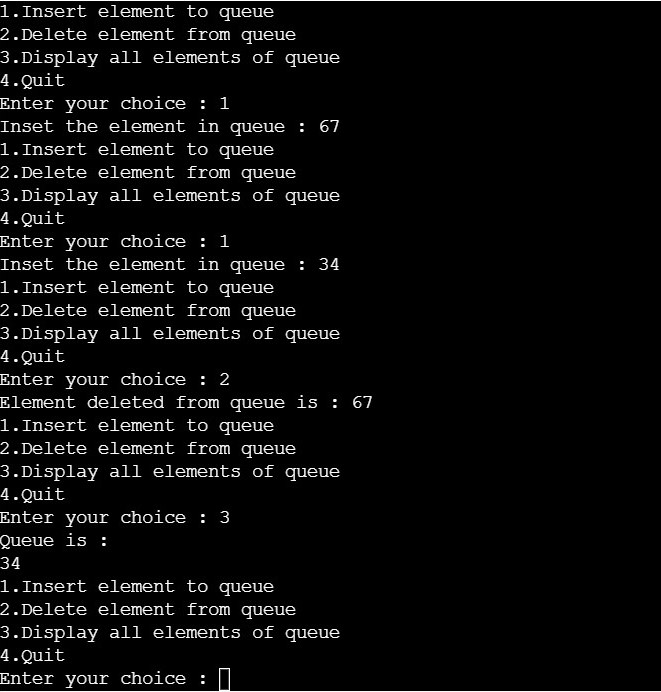 1.Insert element to queue
2.Delete element from queue
3.Display all elements of queue
4.Quit
Enter your choice : 1
Inset the element in queue : 67
1.Insert element to queue
2.Delete element from queue
3.Display all elements of queue
4.Quit
Enter your choice : 1
Inset the element in queue : 34
1.Insert element to queue
2.Delete element from queue
3.Display all elements of queue
4.Quit
Enter your choice : 2
Element deleted from queue is : 67
1.Insert element to queue
2.Delete element from queue
3.Display all elements of queue
4.Quit
Enter your choice : 3
Queue is :
34
1.Insert element to queue
2.Delete element from queue
3.Display all elements of queue
4.Quit
Enter your choice :